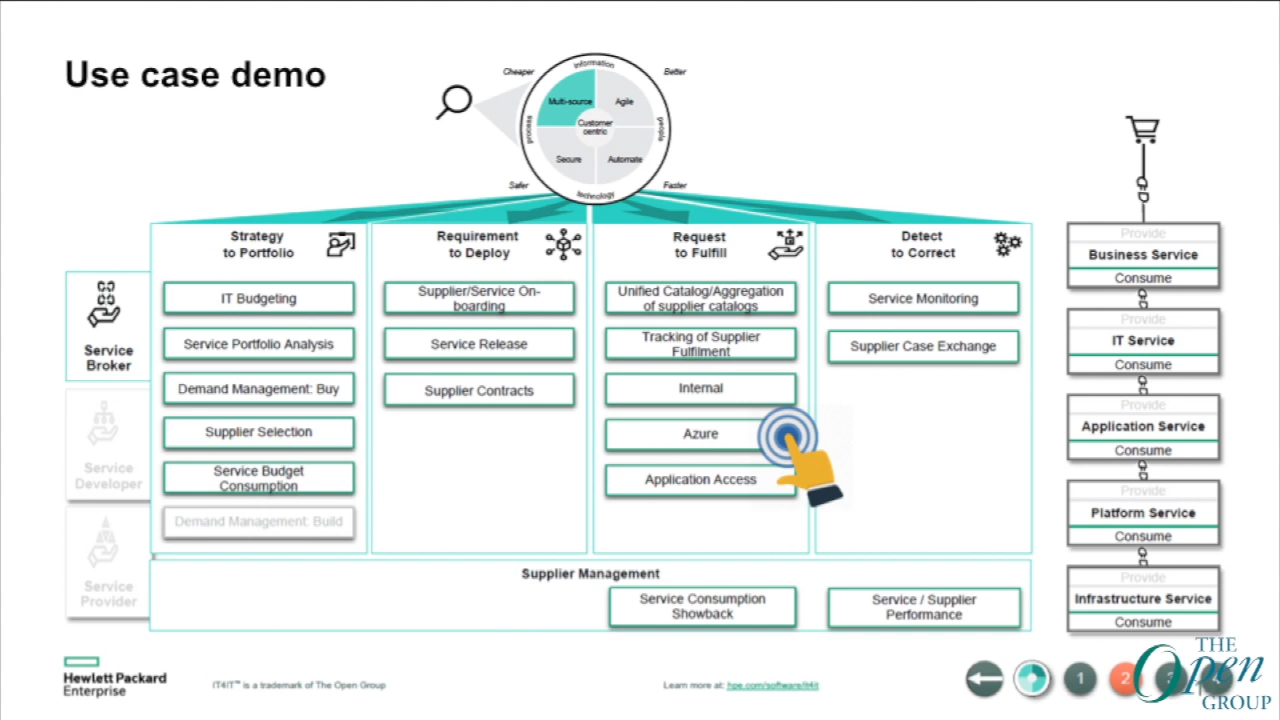 Use case demo
Cheaper
Better
information
Multi-source
Agile
process
Customer
centric
people
Secure
Automate
Safer
technology
Faster
Strategy
to Portfolio
IT Budgeting
Service Portfolio Analysis
Demand Management: Buy
Supplier Selection
Service Budget
Consumption
Demand Management: Build
Requirement
to Deploy
Supplier/Service On-
boarding
Service Release
Supplier Contracts
Request
to Fulfill
Unified Catalog/Aggregation
of supplier catalogs
Tracking of Supplier
Fulfilment
Internal
Azure
Application Access
Detect
to Correct
Service Monitoring
Supplier Case Exchange
Service
Broker
Service
Developer
Service
Provider
Supplier Management
Service Consumption
Showback
Service / Supplier
Performance
Provide
Business Service
Consume
Provide
IT Service
Consume
Provide
Application Service
Consume
Provide
Platform Service
Consume
Provide
Infrastructure Service
Consume
Hewlett Packard
Enterprise
IT4IT™ is a trademark of The Open Group
Learn more at: hpe.com/software/it4it
1
2
3
THE
Open
GROUP